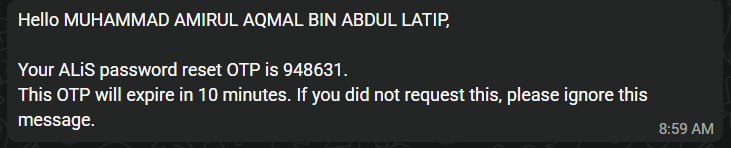 Hello MUHAMMAD AMIRUL AQMAL BIN ABDUL LATIP,
Your ALiS password reset OTP is 948631.
This OTP will expire in 10 minutes. If you did not request this, please ignore this
message.
8:59 AM